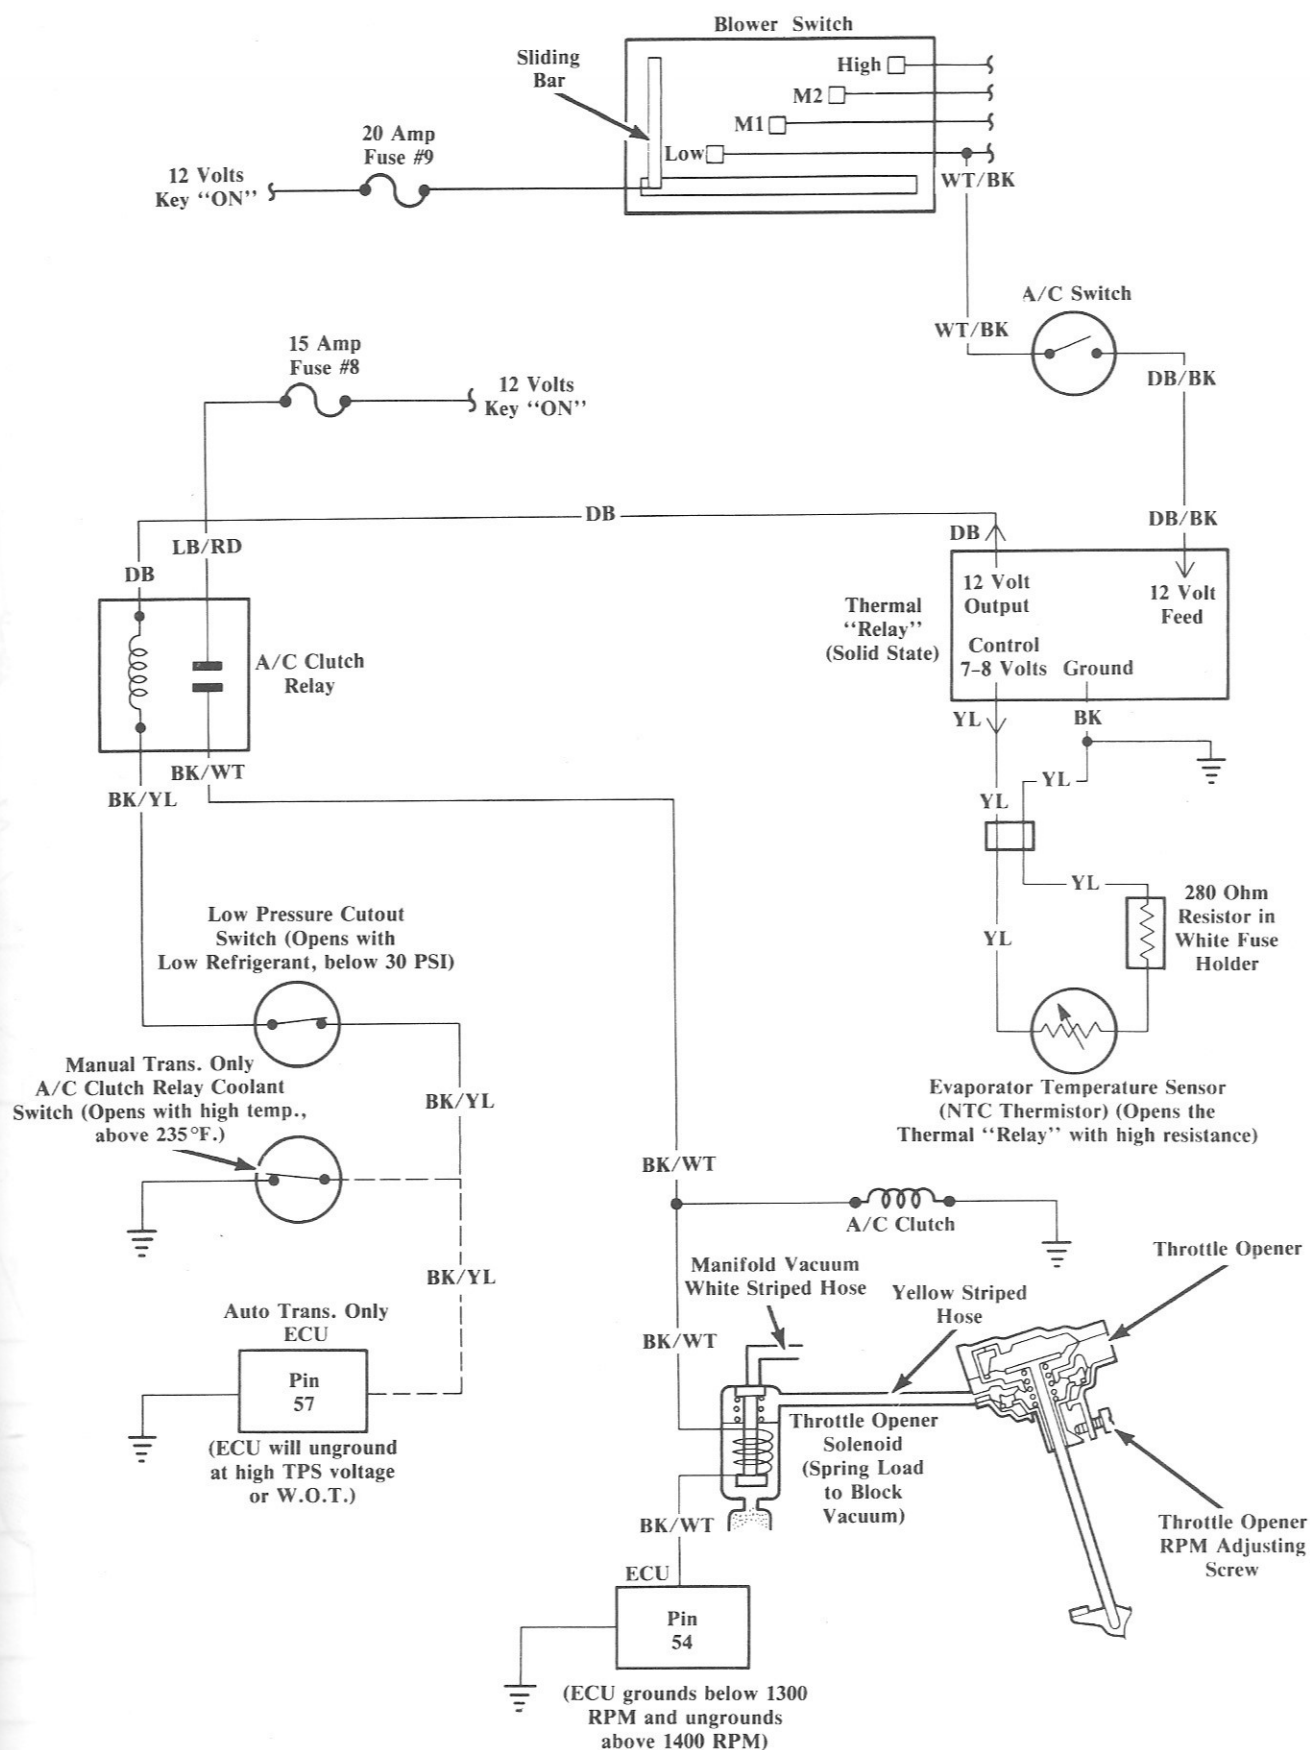 Blower Switch
Sliding
Bar
High
M2
M1
Low
20 Amp
Fuse #9
12 Volts
Key “ON”
WT/BK
A/C Switch
WT/BK
DB/BK
15 Amp
Fuse #8
12 Volts
Key “ON”
DB
DB/BK
DB
LB/RD
DB
12 Volt
Output
12 Volt
Feed
Thermal
“Relay”
(Solid State)
Control
7-8 Volts
Ground
A/C Clutch
Relay
YL
BK
BK/WT
BK/YL
YL
YL
YL
280 Ohm
Resistor in
White Fuse
Holder
YL
Low Pressure Cutout
Switch (Opens with
Low Refrigerant, below 30 PSI)
Manual Trans. Only
A/C Clutch Relay Coolant
Switch (Opens with high temp.,
above 235°F.)
BK/YL
Evaporator Temperature Sensor
(NTC Thermistor) (Opens the
Thermal “Relay” with high resistance)
BK/WT
A/C Clutch
BK/YL
Manifold Vacuum
White Striped Hose
Yellow Striped
Hose
Throttle Opener
Auto Trans. Only
ECU
Pin
57
(ECU will unground
at high TPS voltage
or W.O.T.)
BK/WT
Throttle Opener
Solenoid
(Spring Load
to Block
Vacuum)
BK/WT
Throttle Opener
RPM Adjusting
Screw
ECU
Pin
54
(ECU grounds below 1300
RPM and ungrounds
above 1400 RPM)